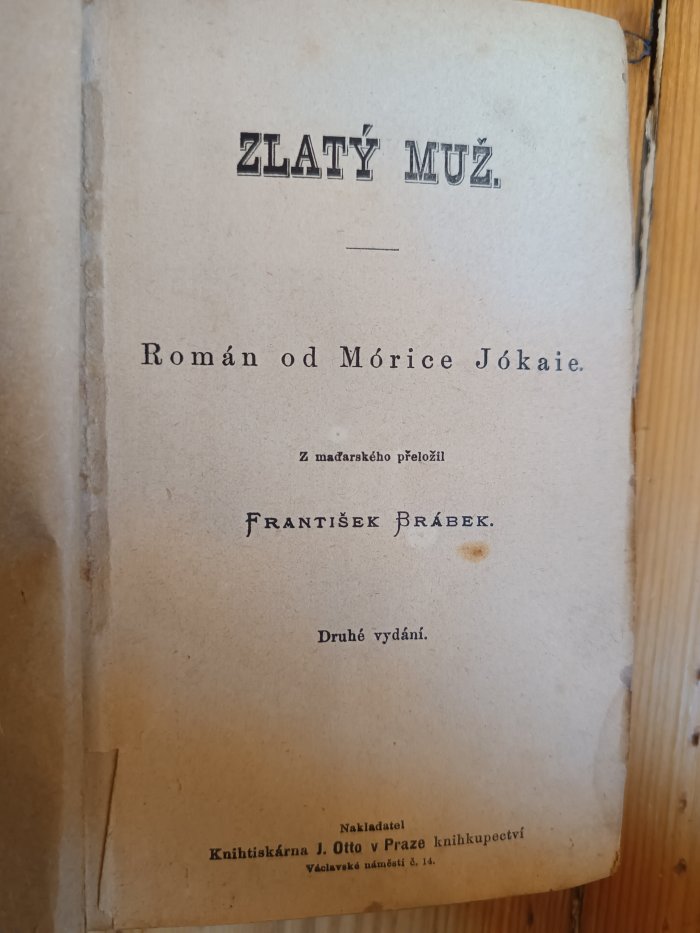 ZLATÝ MUŽ.
Román od Mórice Jókaie.
Z maďarského přeložil
FRANTIŠEK BRÁBEK.
Druhé vydání.
Nakladatel
Knihtiskárna J. Otto v Praze knihkupectví
Václavské náměstí č. 14.